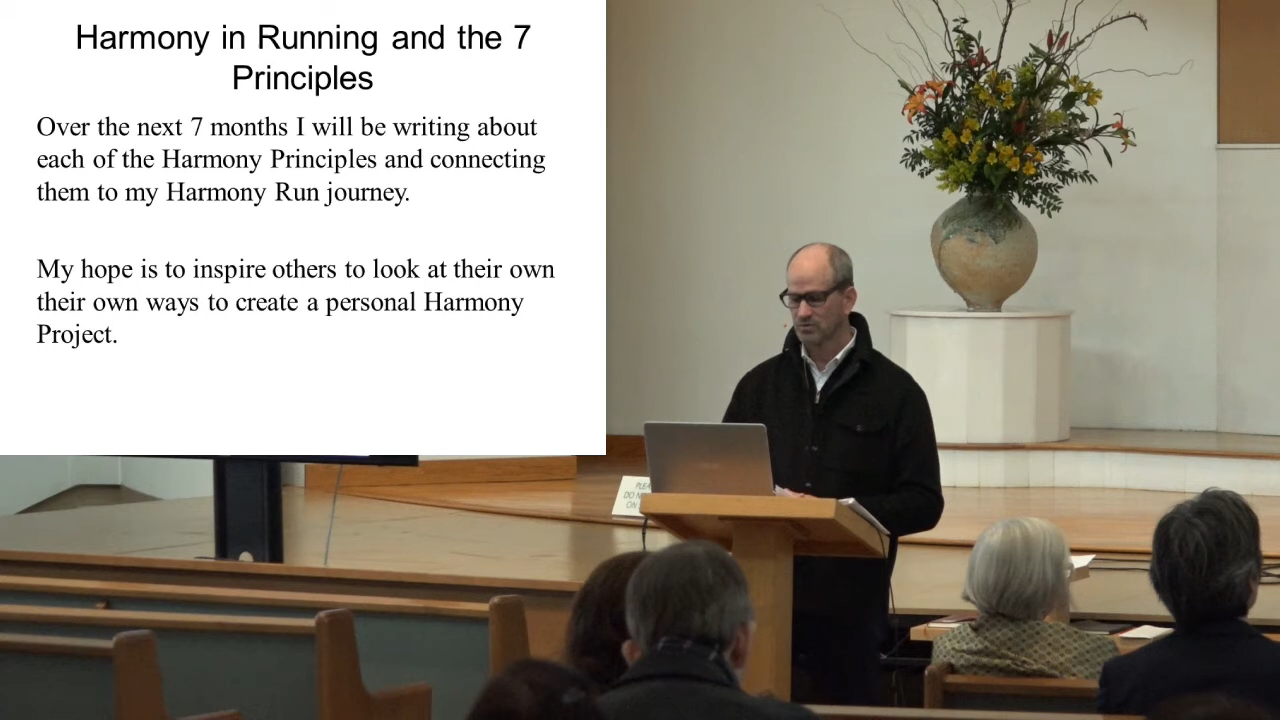 Harmony in Running and the 7
Principles
Over the next 7 months I will be writing about
each of the Harmony Principles and connecting
them to my Harmony Run journey.
My hope is to inspire others to look at their own
their own ways to create a personal Harmony
Project.
DO
ON